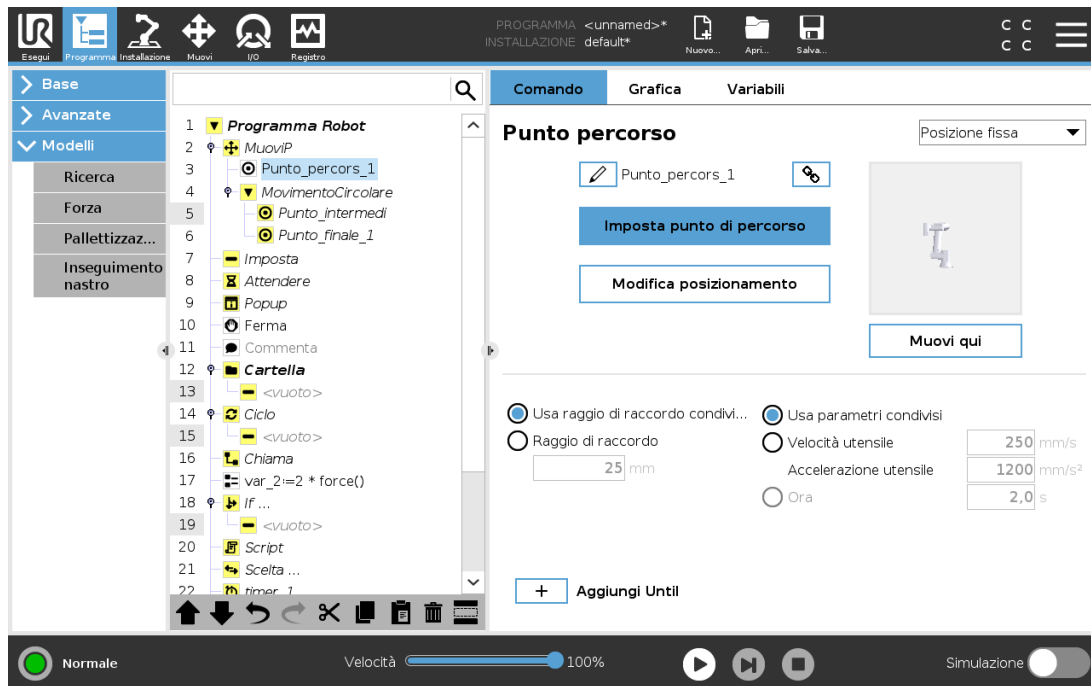 PROGRAMMA <unnamed>*
INSTALLAZIONE default*
UR
Esegui
Programma
Installazione
Muovi
I/O
Registro
Nuovo...
Apri...
Salva...
C C
C C
Base
Avanzate
Modelli
Ricerca
Forza
Pallettizzaz...
Inseguimento
nastro
1 Programma Robot
2 MuoviP
3 Punto_percors_1
4 MovimentoCircolare
5 Punto_intermedi
6 Punto_finale_1
7 Imposta
8 Attendere
9 Popup
10 Ferma
11 Commenta
12 Cartella
13 <vuoto>
14 Ciclo
15 <vuoto>
16 Chiama
17 var_2:=2 * force()
18 If ...
19 <vuoto>
20 Script
21 Scelta ...
22 timer_1
Comando
Grafica
Variabili
Punto percorso
Posizione fissa
Punto_percors_1
Imposta punto di percorso
Modifica posizionamento
Muovi qui
Usa raggio di raccordo condivi...
Raggio di raccordo
25 mm
Usa parametri condivisi
Velocità utensile 250 mm/s
Accelerazione utensile 1200 mm/s²
Ora 2,0 s
+ Aggiungi Until
Normale
Velocità 100%
Simulazione